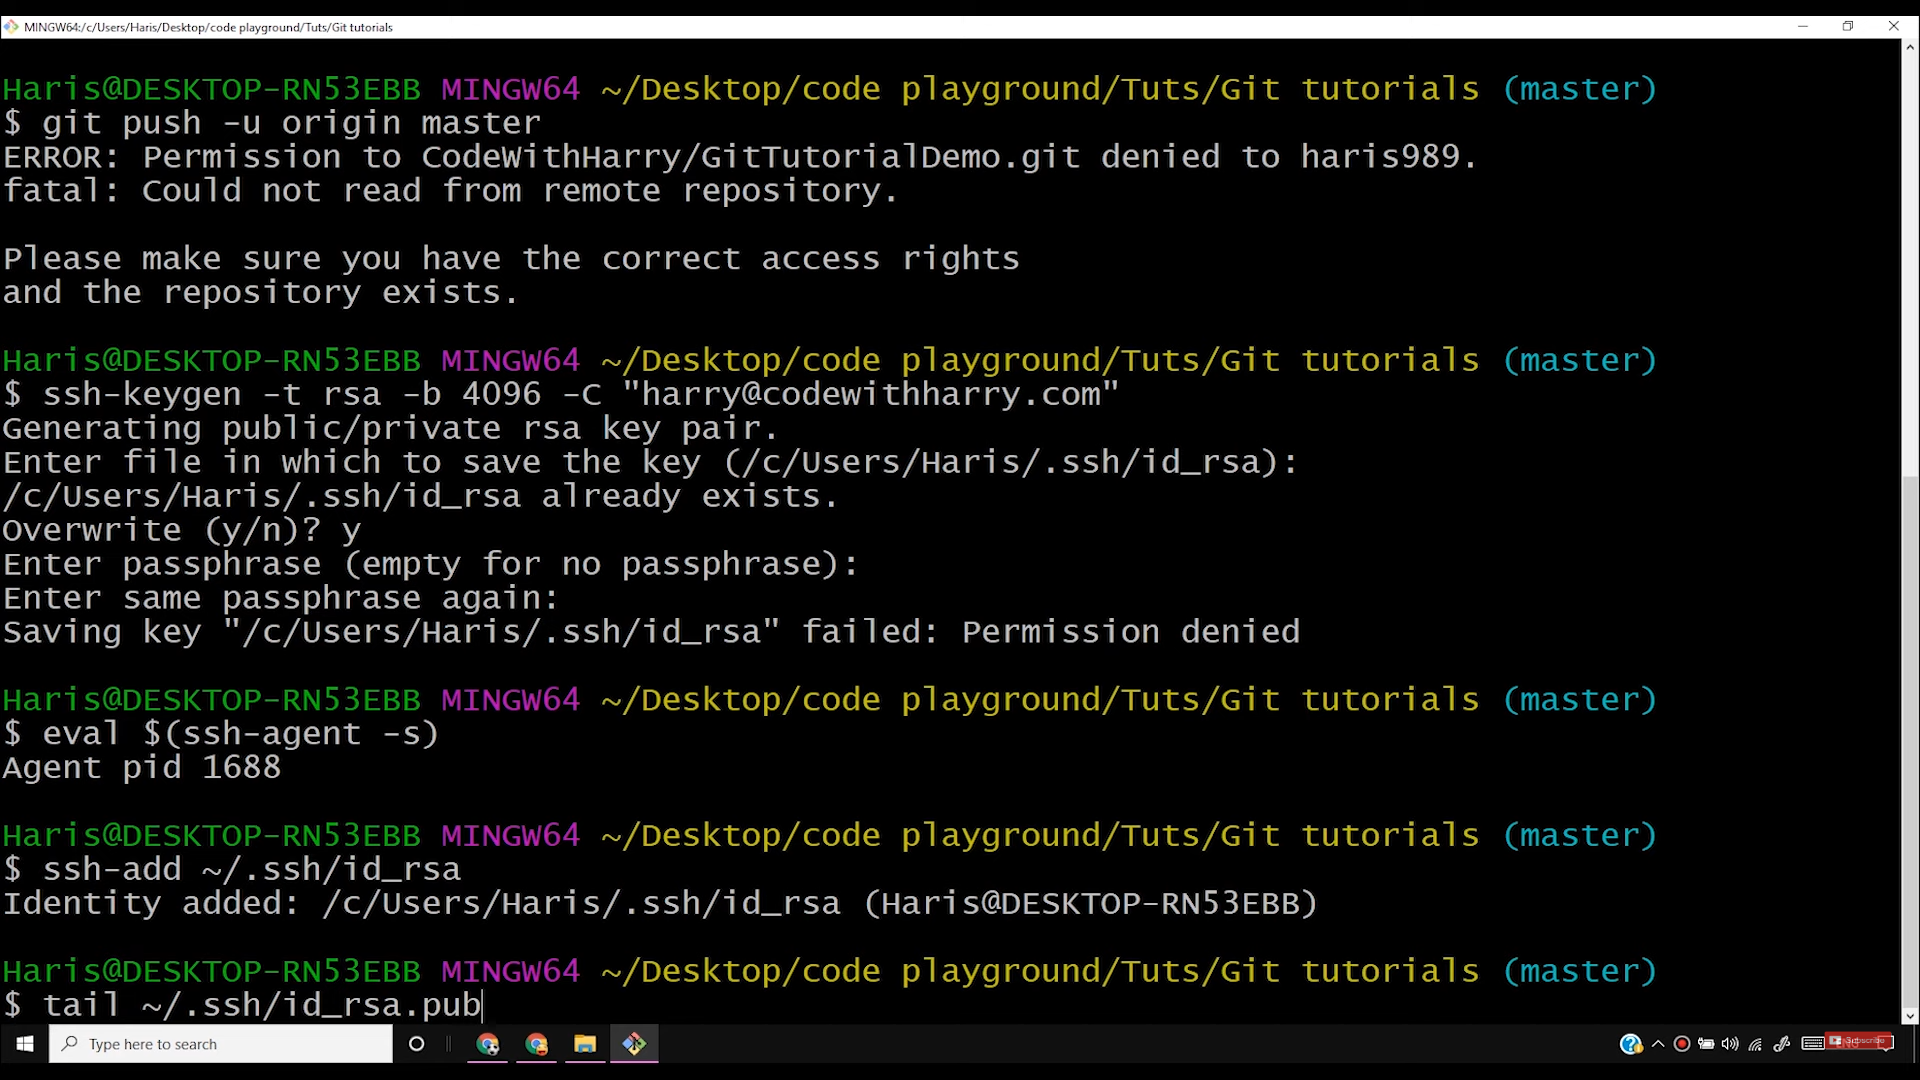 MINGW64:/c/Users/Haris/Desktop/code playground/Tuts/Git tutorials
Haris@DESKTOP-RN53EBB MINGW64 ~/Desktop/code playground/Tuts/Git tutorials (master)
$ git push -u origin master
ERROR: Permission to CodeWithHarry/GitTutorialDemo.git denied to haris989.
fatal: Could not read from remote repository.
Please make sure you have the correct access rights
and the repository exists.
Haris@DESKTOP-RN53EBB MINGW64 ~/Desktop/code playground/Tuts/Git tutorials (master)
$ ssh-keygen -t rsa -b 4096 -C "harry@codewithharry.com"
Generating public/private rsa key pair.
Enter file in which to save the key (/c/Users/Haris/.ssh/id_rsa):
/c/Users/Haris/.ssh/id_rsa already exists.
Overwrite (y/n)? y
Enter passphrase (empty for no passphrase):
Enter same passphrase again:
Saving key "/c/Users/Haris/.ssh/id_rsa" failed: Permission denied
Haris@DESKTOP-RN53EBB MINGW64 ~/Desktop/code playground/Tuts/Git tutorials (master)
$ eval $(ssh-agent -s)
Agent pid 1688
Haris@DESKTOP-RN53EBB MINGW64 ~/Desktop/code playground/Tuts/Git tutorials (master)
$ ssh-add ~/.ssh/id_rsa
Identity added: /c/Users/Haris/.ssh/id_rsa (Haris@DESKTOP-RN53EBB)
Haris@DESKTOP-RN53EBB MINGW64 ~/Desktop/code playground/Tuts/Git tutorials (master)
$ tail ~/.ssh/id_rsa.pub
Type here to search
Subscribe